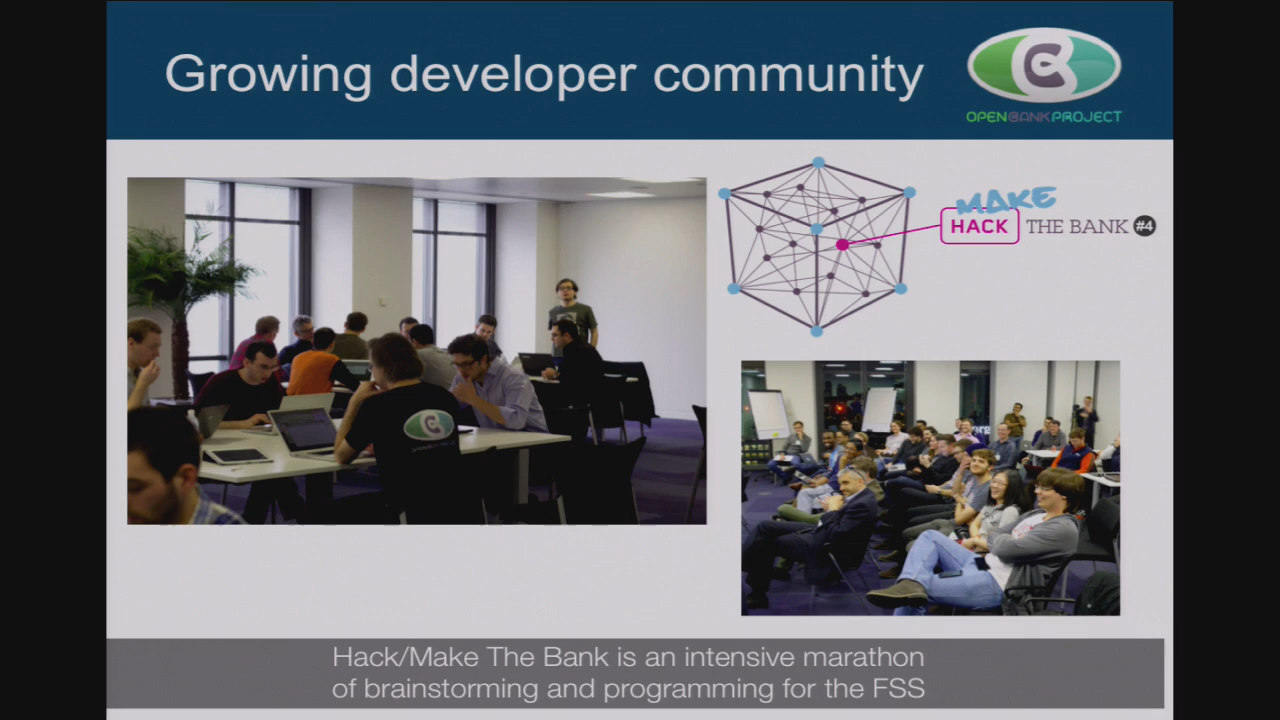 Growing developer community
OPENBANKPROJECT
MAKE
HACK THE BANK #4
org
Hack/Make The Bank is an intensive marathon
of brainstorming and programming for the FSS